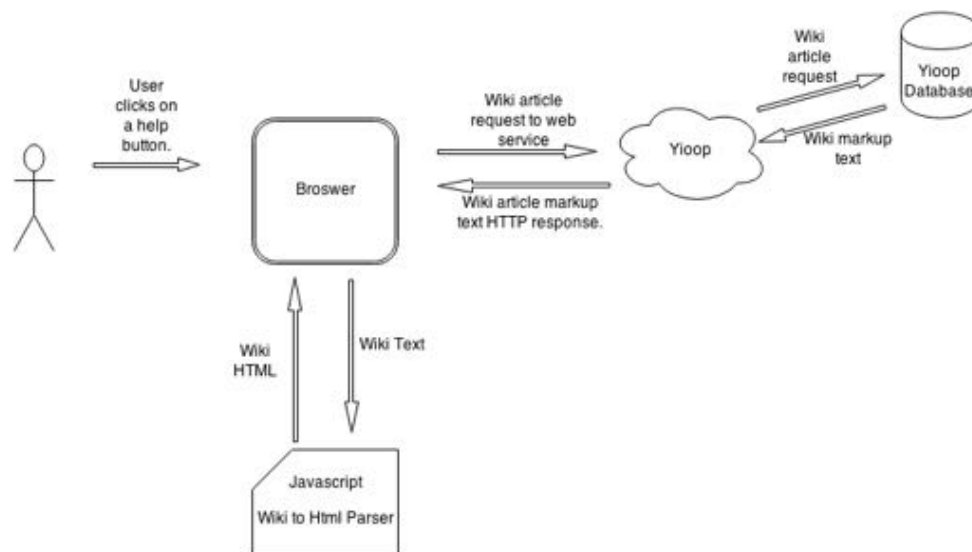 User
clicks on
a help
button.
Broswer
Wiki article
request to web
service
Wiki article markup
text HTTP response.
Yioop
Wiki
article
request
Yioop
Database
Wiki markup
text
Wiki
HTML
Wiki Text
Javascript
Wiki to Html Parser